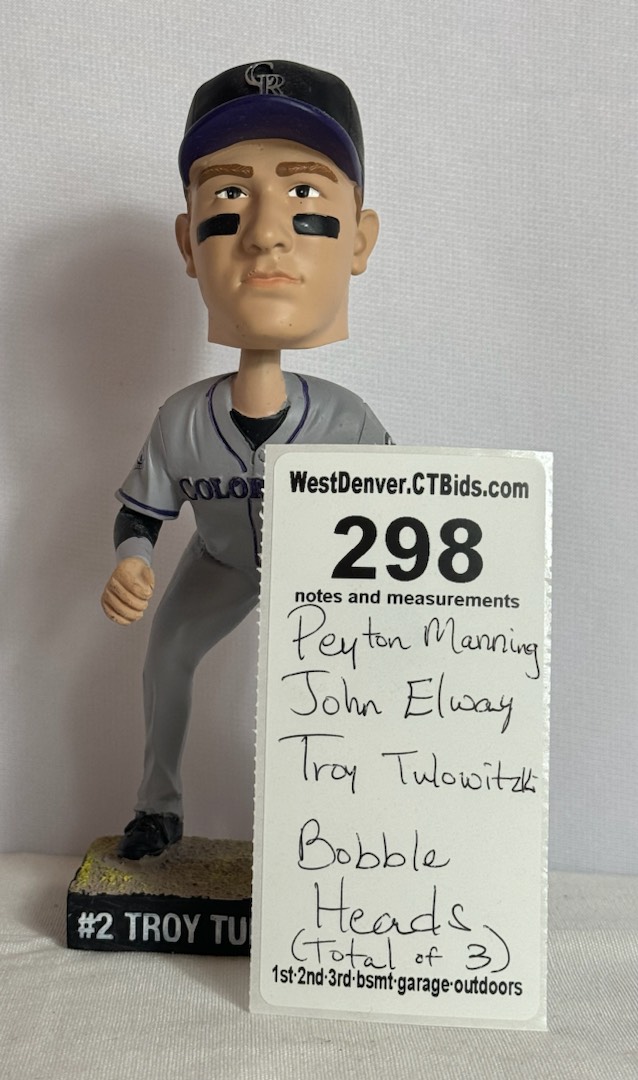 CR
COLOR
WestDenver.CTBids.com
298
notes and measurements
Peyton Manning
John Elway
Troy Tulowitzki
Bobble
Heads
(Total of 3)
1st·2nd·3rd·bsmt·garage·outdoors
#2 TROY TU